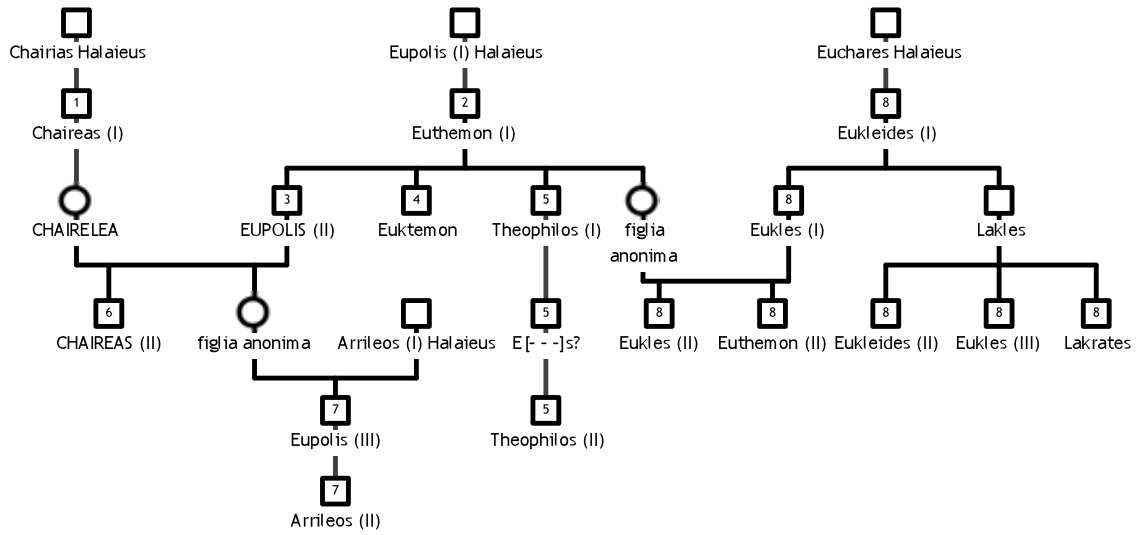 Chairias Halaieus
Eupolis (I) Halaieus
Euchares Halaieus
1
2
8
Chaireas (I)
Euthemon (I)
Eukleides (I)
3
4
5
8
CHAIRELEA
EUPOLIS (II)
Euktemon
Theophilos (I)
figlia
anonima
Eukles (I)
Lakles
6
5
8
8
8
8
8
CHAIREAS (II)
figlia anonima
Arrileos (I) Halaieus
E[- - -]s?
Eukles (II)
Euthemon (II)
Eukleides (II)
Eukles (III)
Lakrates
7
5
Eupolis (III)
Theophilos (II)
7
Arrileos (II)